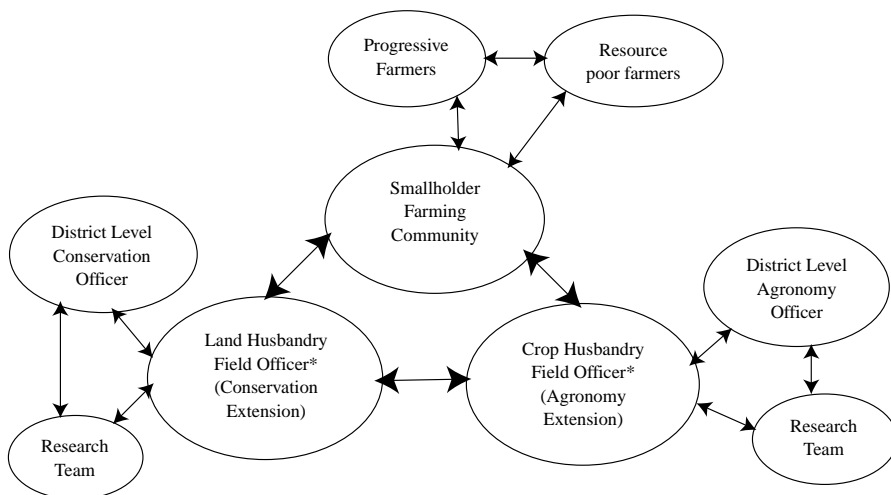 Progressive
Farmers
Resource
poor farmers
Smallholder
Farming
Community
District Level
Conservation
Officer
District Level
Agronomy
Officer
Land Husbandry
Field Officer*
(Conservation
Extension)
Crop Husbandry
Field Officer*
(Agronomy
Extension)
Research
Team
Research
Team